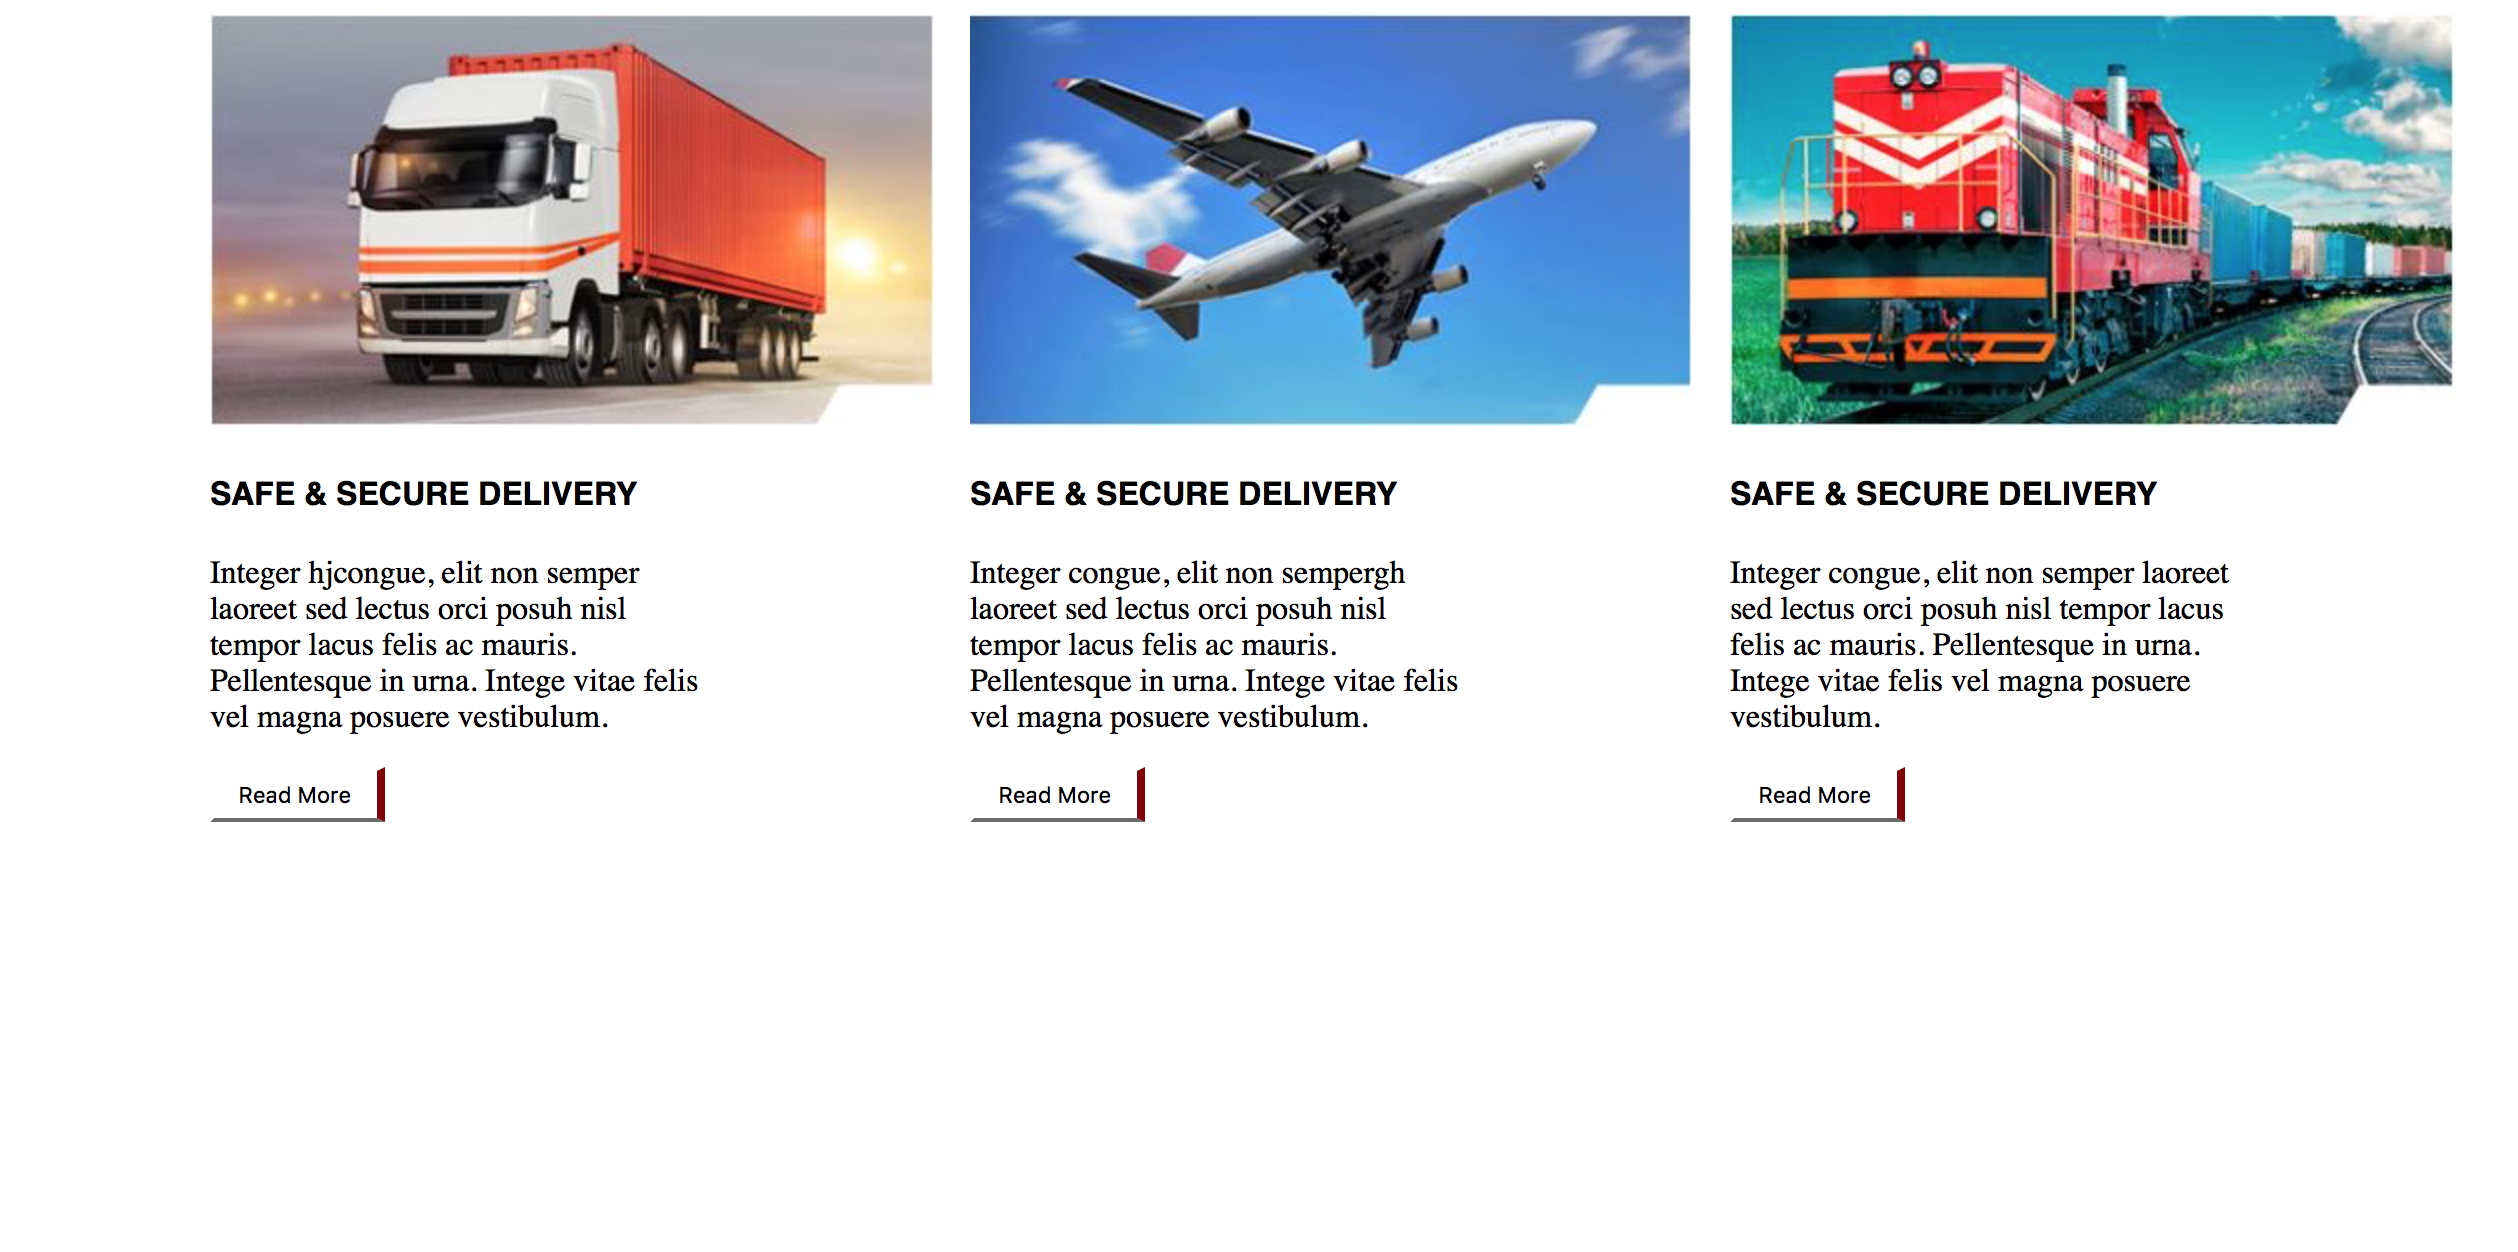 SAFE & SECURE DELIVERY
Integer hjcongue, elit non semper
laoreet sed lectus orci posuh nisl
tempor lacus felis ac mauris.
Pellentesque in urna. Intege vitae felis
vel magna posuere vestibulum.
Read More
SAFE & SECURE DELIVERY
Integer congue, elit non sempergh
laoreet sed lectus orci posuh nisl
tempor lacus felis ac mauris.
Pellentesque in urna. Intege vitae felis
vel magna posuere vestibulum.
Read More
SAFE & SECURE DELIVERY
Integer congue, elit non semper laoreet
sed lectus orci posuh nisl tempor lacus
felis ac mauris. Pellentesque in urna.
Intege vitae felis vel magna posuere
vestibulum.
Read More